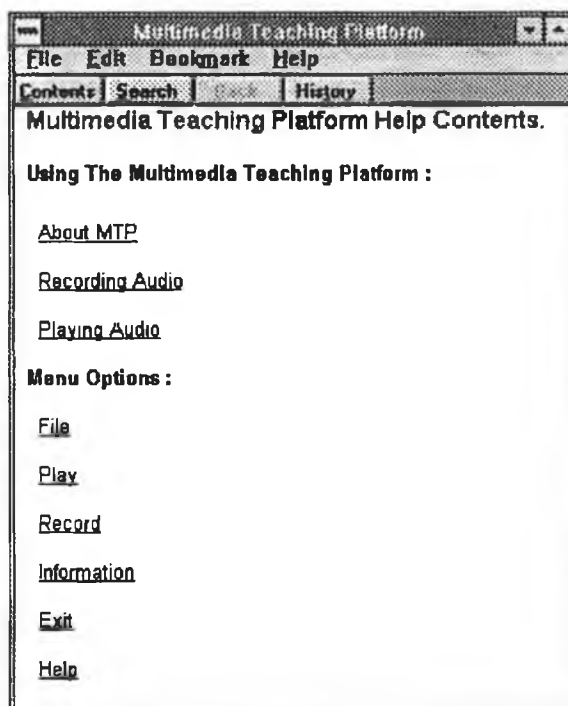 Multimedia Teaching Platform
File Edit Bookmark Help
Contents Search Back History
Multimedia Teaching Platform Help Contents.
Using The Multimedia Teaching Platform :
About MTP
Recording Audio
Playing Audio
Menu Options :
File
Play
Record
Information
Exit
Help